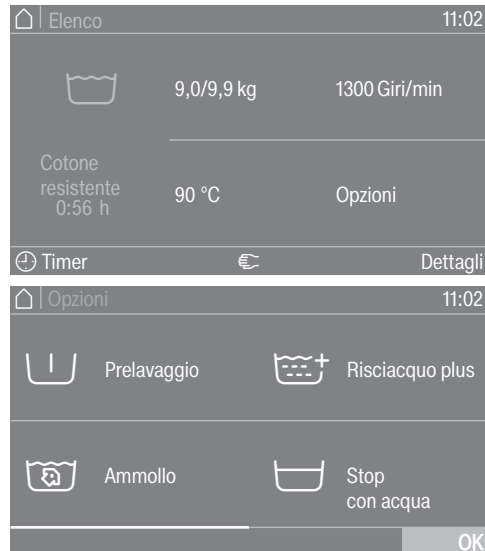 Elenco 11:02
9,0/9,9 kg 1300 Giri/min
Cotone
resistente
0:56 h
90 °C Opzioni
Timer Dettagli
Opzioni 11:02
Prelavaggio Risciacquo plus
Ammollo Stop
con acqua
OK